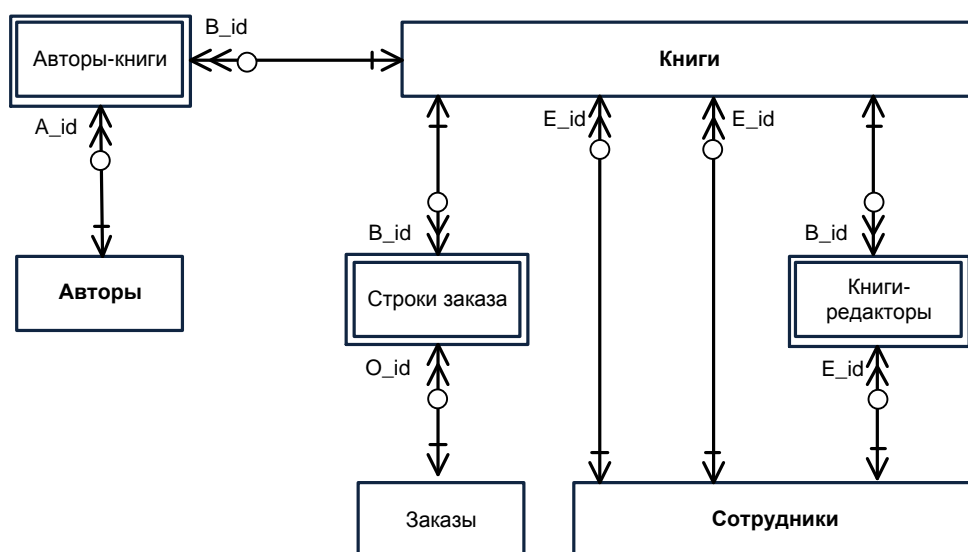 B_id
Авторы-книги
Книги
A_id
E_id
E_id
B_id
B_id
Авторы
Строки заказа
Книги-
редакторы
O_id
E_id
Заказы
Сотрудники